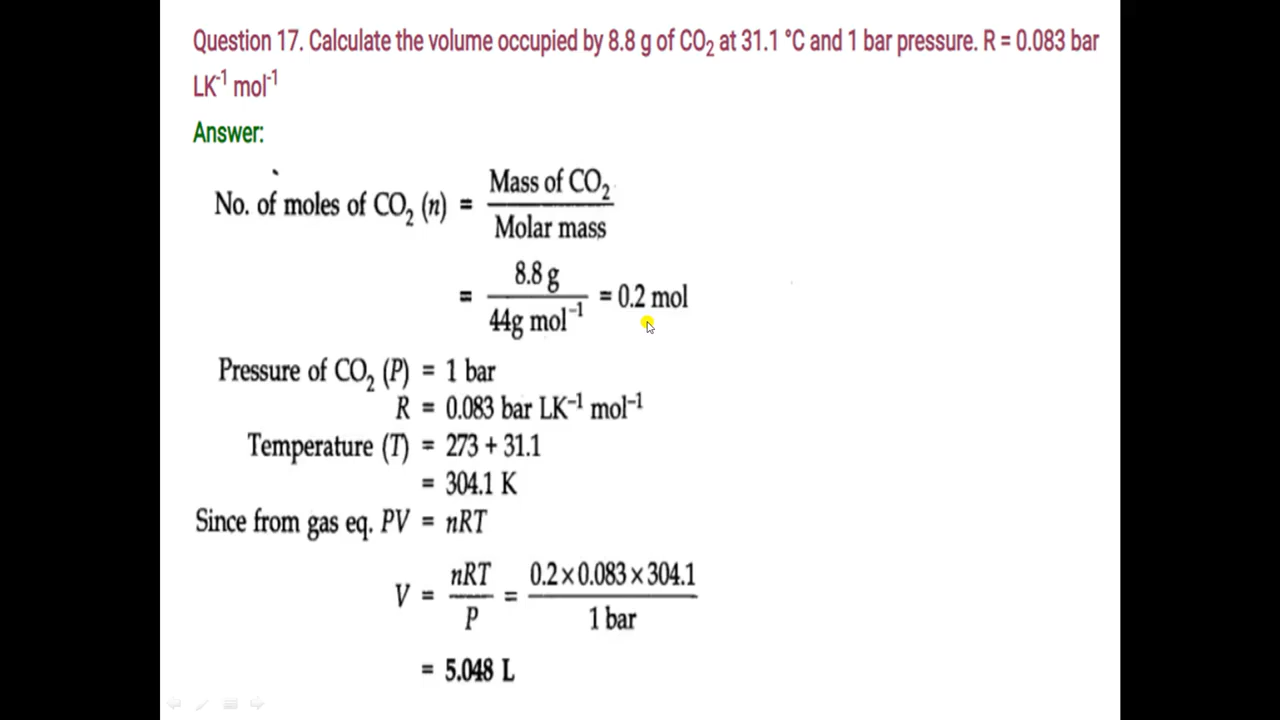 Question 17. Calculate the volume occupied by 8.8 g of CO₂ at 31.1 °C and 1 bar pressure. R = 0.083 bar
LK⁻¹ mol⁻¹
Answer:
No. of moles of CO₂ (n) = Mass of CO₂ / Molar mass
= 8.8 g / 44g mol⁻¹ = 0.2 mol
Pressure of CO₂ (P) = 1 bar
R = 0.083 bar LK⁻¹ mol⁻¹
Temperature (T) = 273 + 31.1
= 304.1 K
Since from gas eq. PV = nRT
V = nRT / P = 0.2 × 0.083 × 304.1 / 1 bar
= 5.048 L